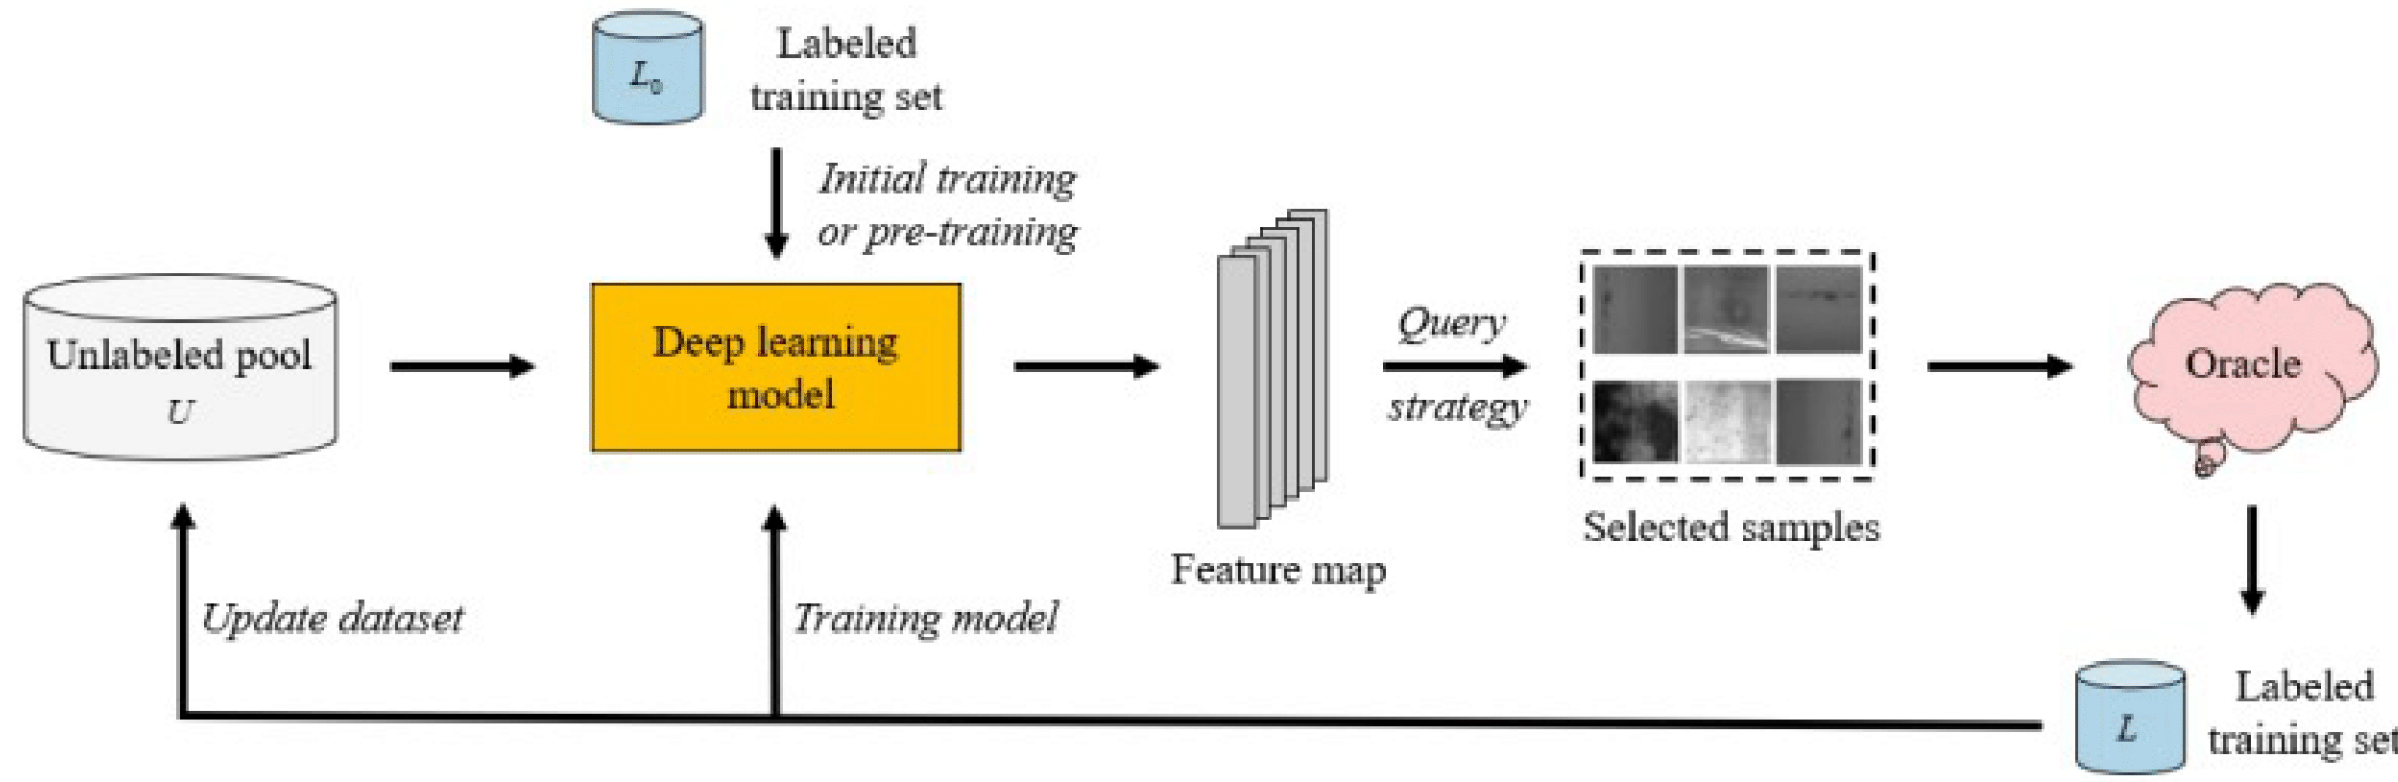 Labeled
training set
L₀
Initial training
or pre-training
Unlabeled pool
U
Deep learning
model
Feature map
Query
strategy
Selected samples
Oracle
Update dataset
Training model
L
Labeled
training set